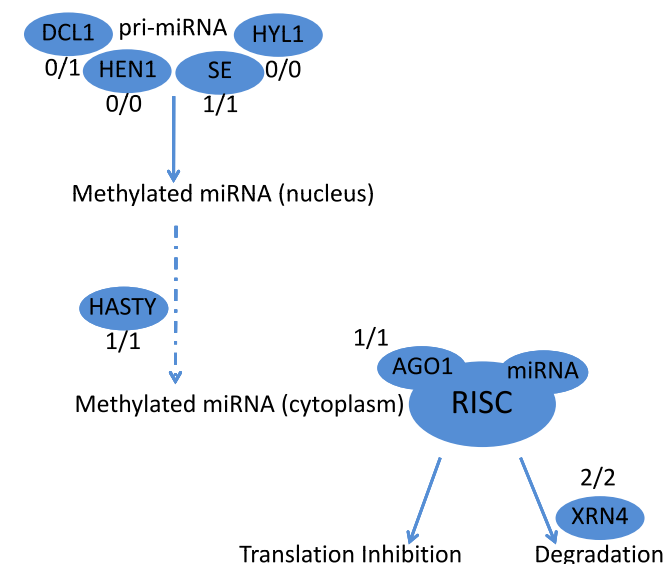 DCL1 pri-miRNA HYL1
0/1 HEN1 SE 0/0
0/0 1/1
Methylated miRNA (nucleus)
HASTY
1/1
1/1
AGO1 miRNA
Methylated miRNA (cytoplasm) RISC
2/2
XRN4
Translation Inhibition Degradation